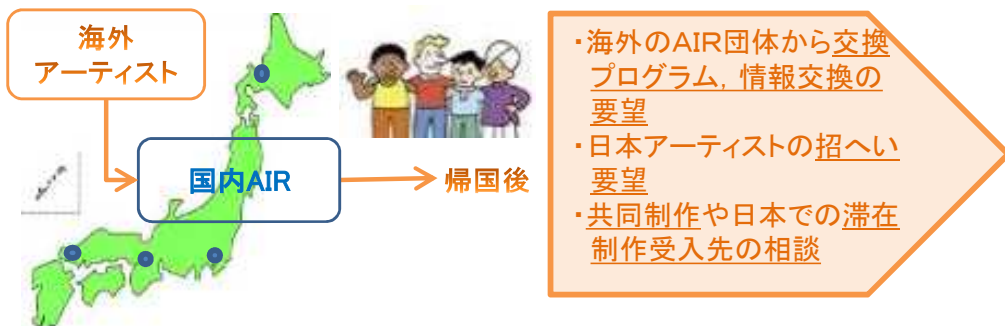 海外
アーティスト
国内AIR
帰国後
・海外のAIR団体から交換
プログラム，情報交換の
要望
・日本アーティストの招へい
要望
・共同制作や日本での滞在
制作受入先の相談